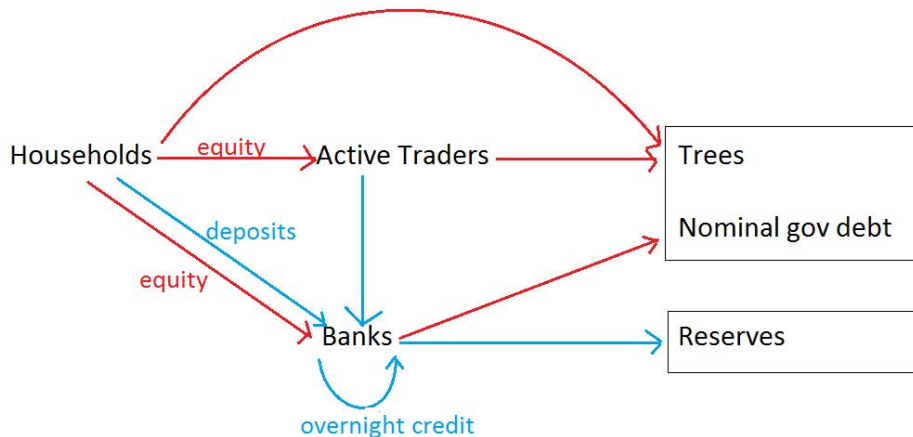 Households
equity
Active Traders
Trees
deposits
Nominal gov debt
equity
Banks
Reserves
overnight credit